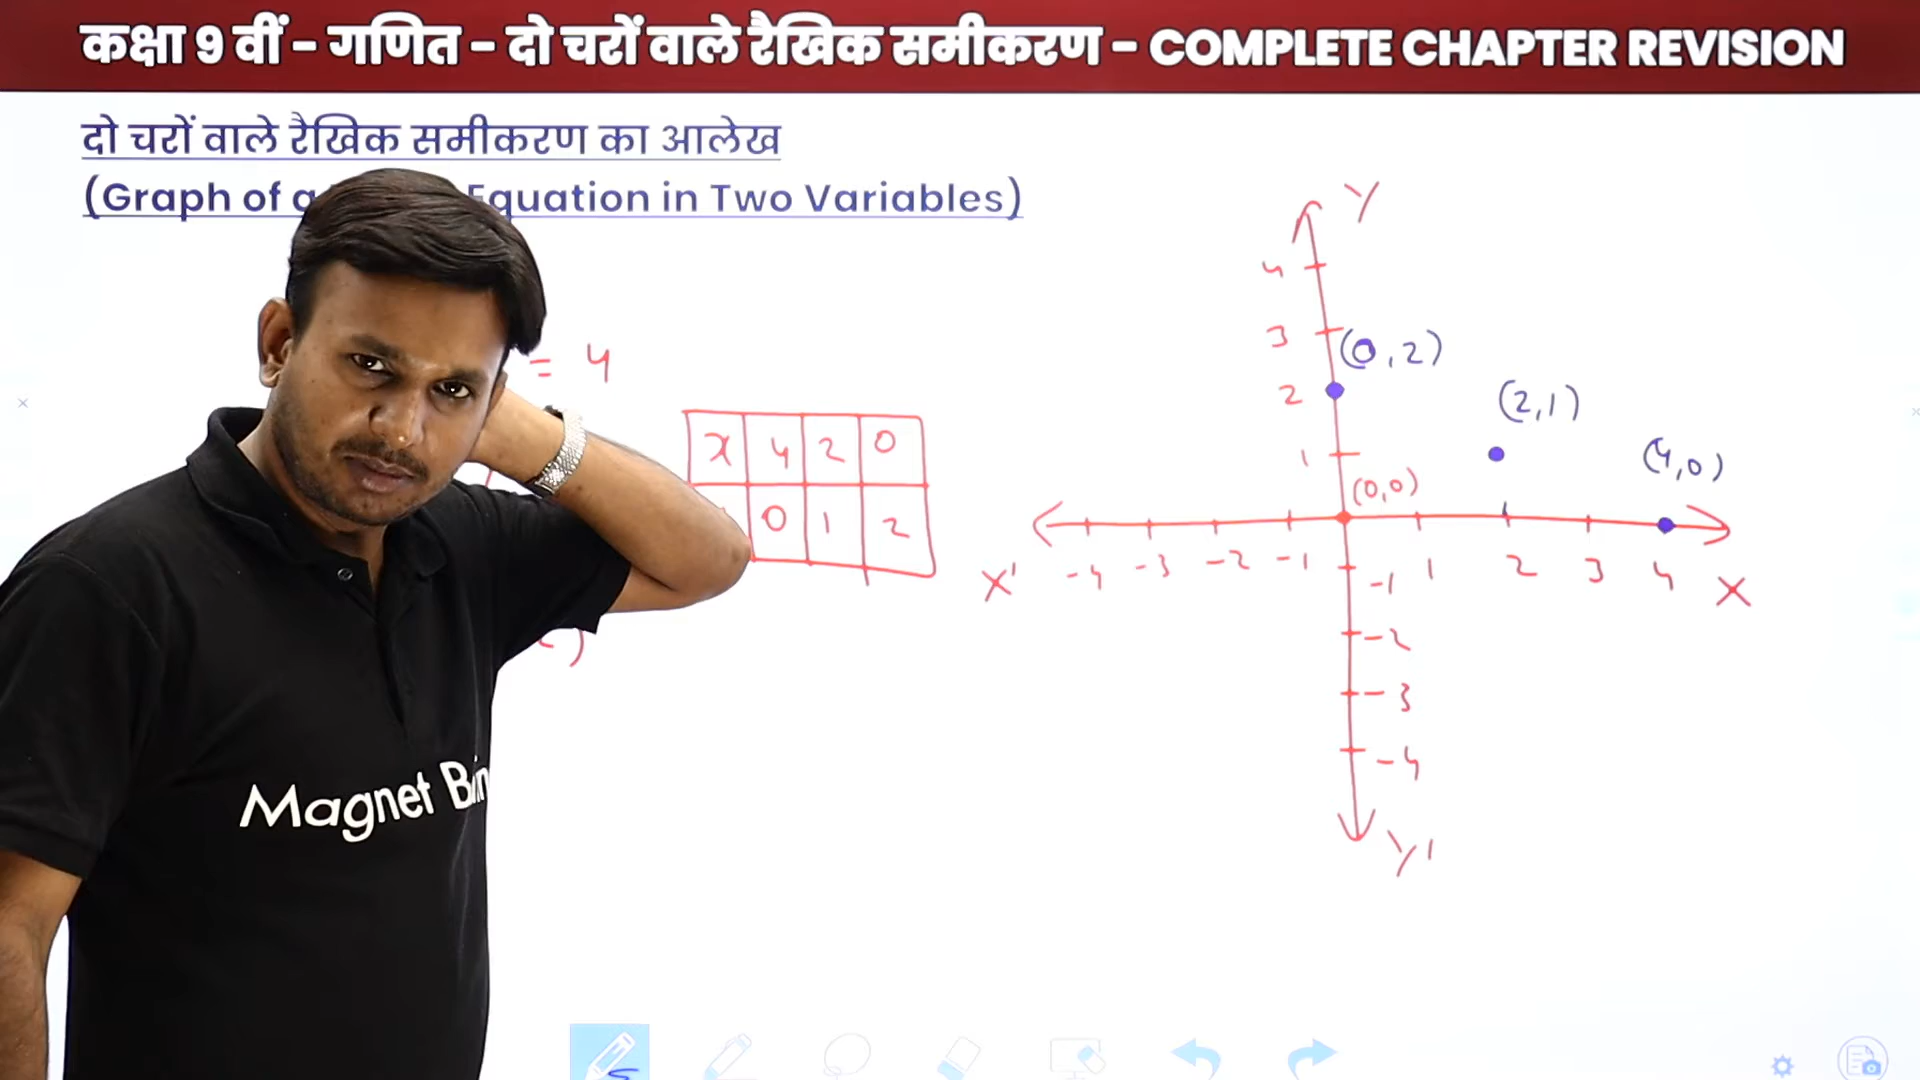 कक्षा 9 वीं - गणित - दो चरों वाले रैखिक समीकरण - COMPLETE CHAPTER REVISION
दो चरों वाले रैखिक समीकरण का आलेख
(Graph of a Equation in Two Variables)
= 4
x 4 2 0
0 1 2
Y
4
3
(0,2)
2
(2,1)
1
(4,0)
(0,0)
X' -4 -3 -2 -1 1 2 3 4 X
-1
-2
-3
-4
Y'
Magnet Brain